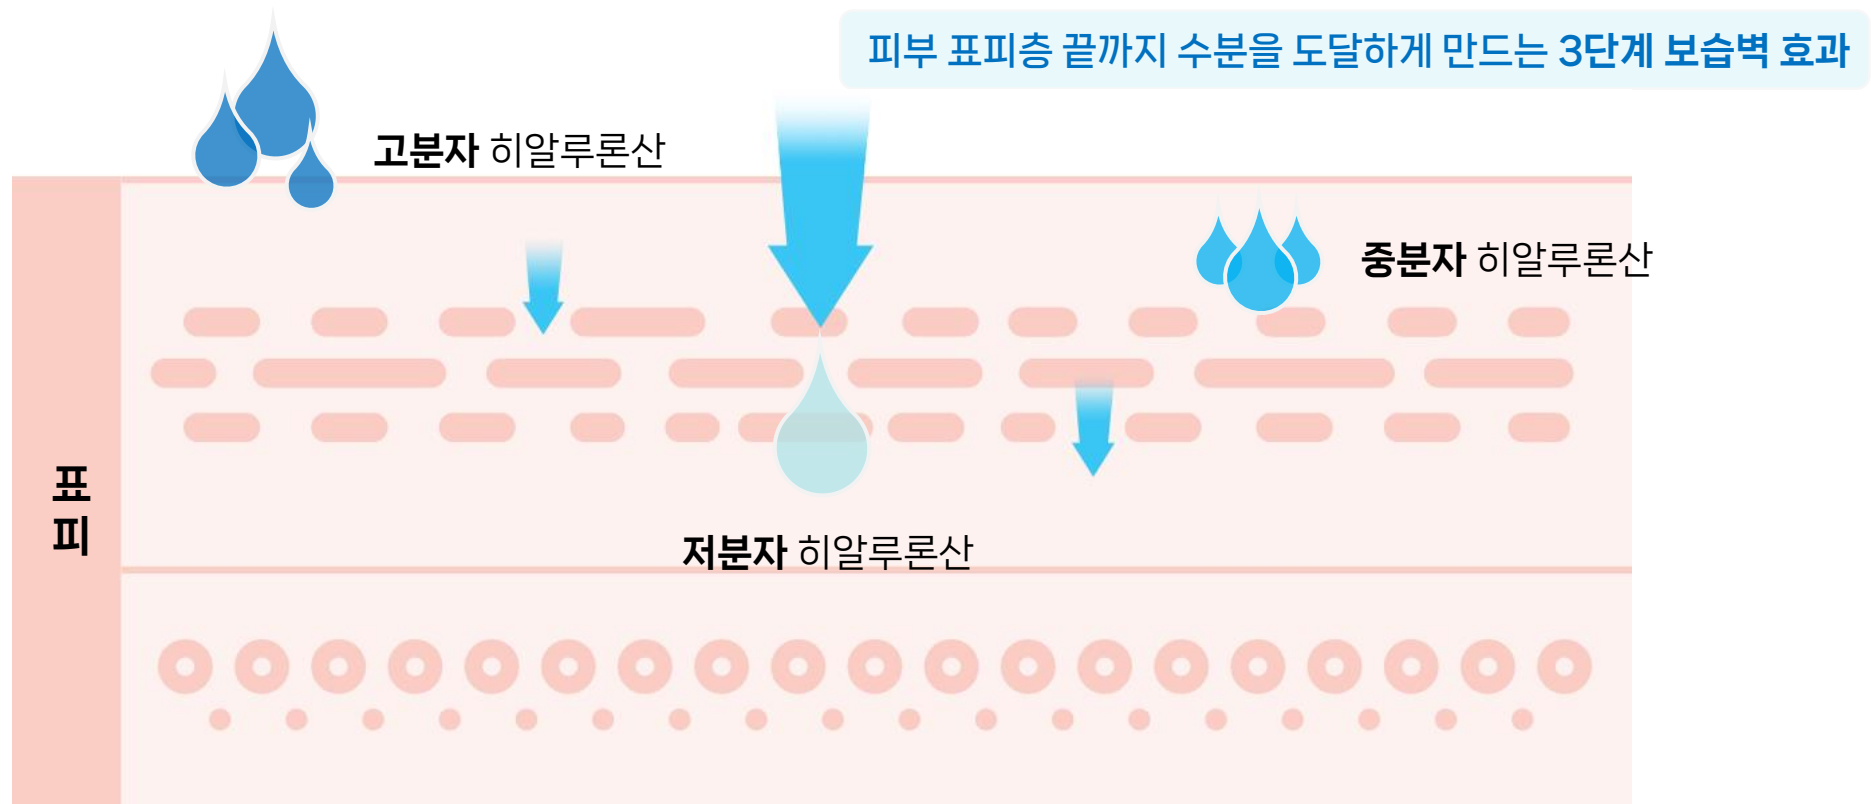 피부 표피층 끝까지 수분을 도달하게 만드는 3단계 보습벽 효과
고분자 히알루론산
중분자 히알루론산
표
피
저분자 히알루론산